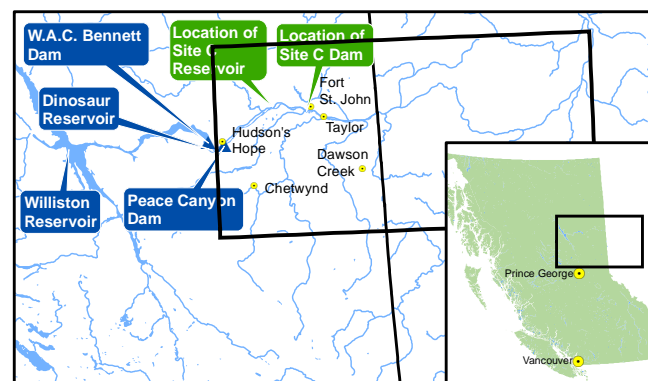 W.A.C. Bennett
Dam
Location of
Site C
Reservoir
Location of
Site C Dam
Dinosaur
Reservoir
Fort
St. John
Taylor
Hudson's
Hope
Dawson
Creek
Chetwynd
Williston
Reservoir
Peace Canyon
Dam
Prince George
Vancouver